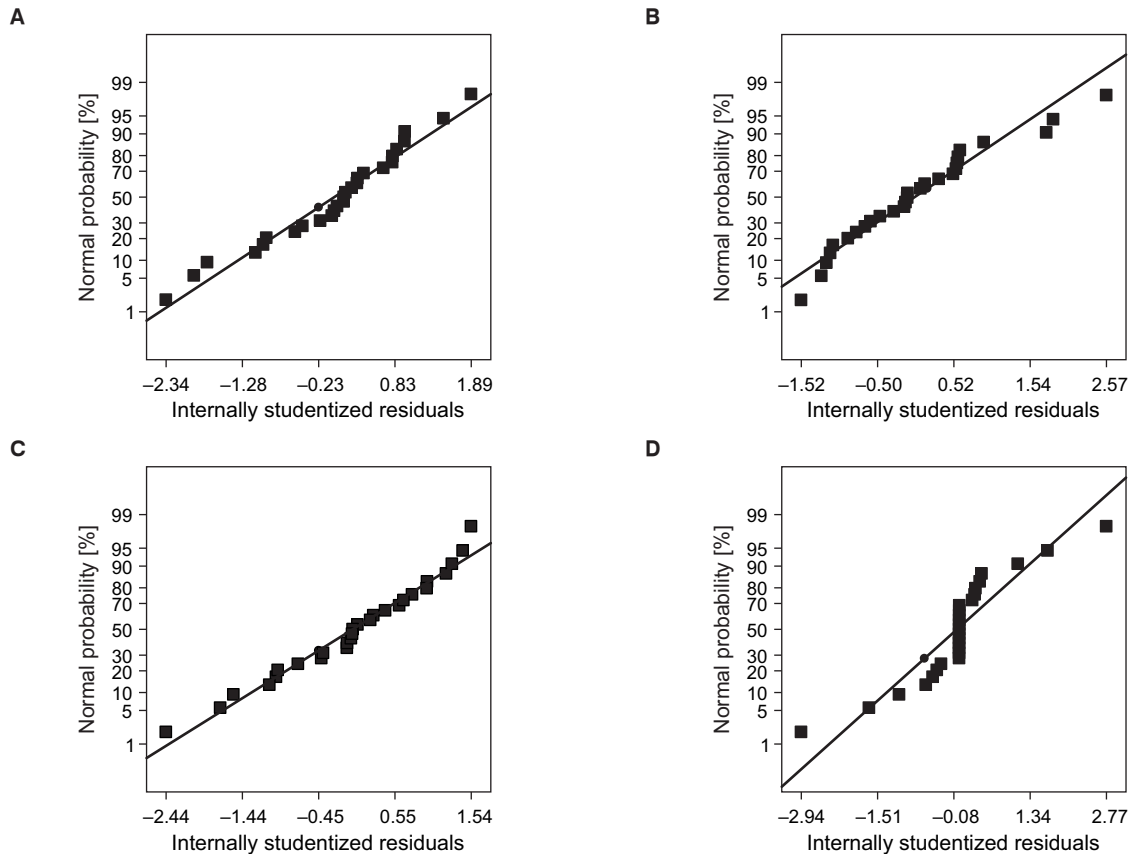 A
Normal probability [%]
99
95
90
80
70
50
30
20
10
5
1
–2.34 –1.28 –0.23 0.83 1.89
Internally studentized residuals
B
Normal probability [%]
99
95
90
80
70
50
30
20
10
5
1
–1.52 –0.50 0.52 1.54 2.57
Internally studentized residuals
C
Normal probability [%]
99
95
90
80
70
50
30
20
10
5
1
–2.44 –1.44 –0.45 0.55 1.54
Internally studentized residuals
D
Normal probability [%]
99
95
90
80
70
50
30
20
10
5
1
–2.94 –1.51 –0.08 1.34 2.77
Internally studentized residuals